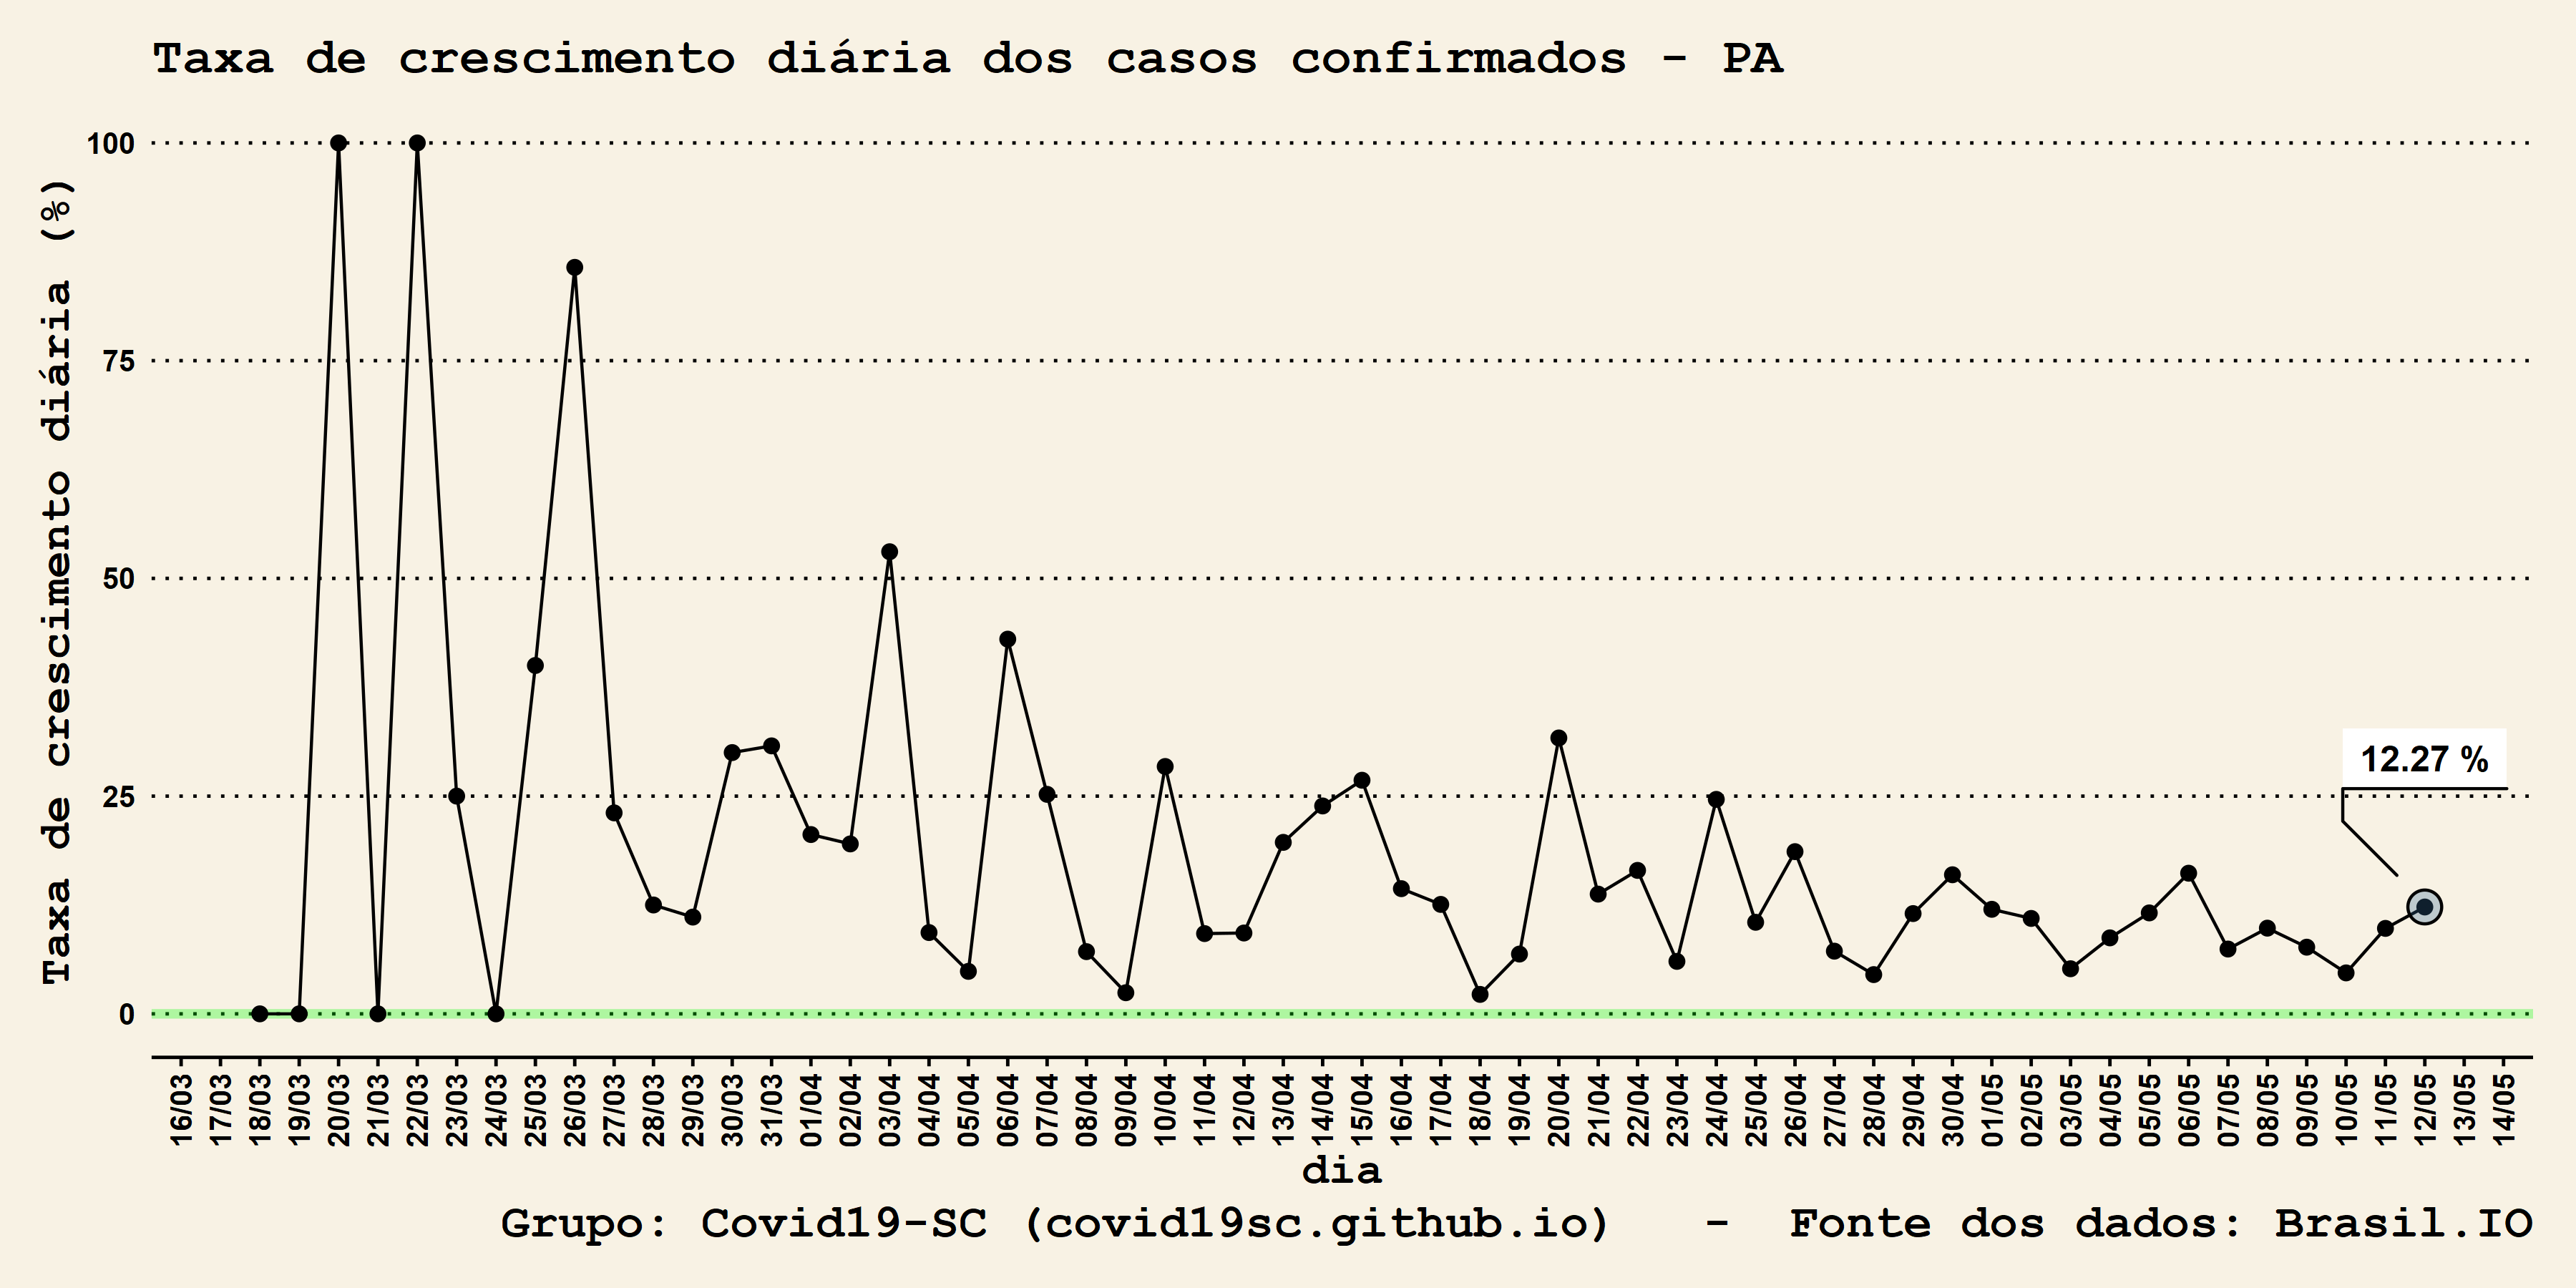 Taxa de crescimento diária dos casos confirmados - PA
Taxa de crescimento diária (%)
100
75
50
25
0
12.27 %
16/03 17/03 18/03 19/03 20/03 21/03 22/03 23/03 24/03 25/03 26/03 27/03 28/03 29/03 30/03 31/03 01/04 02/04 03/04 04/04 05/04 06/04 07/04 08/04 09/04 10/04 11/04 12/04 13/04 14/04 15/04 16/04 17/04 18/04 19/04 20/04 21/04 22/04 23/04 24/04 25/04 26/04 27/04 28/04 29/04 30/04 01/05 02/05 03/05 04/05 05/05 06/05 07/05 08/05 09/05 10/05 11/05 12/05 13/05 14/05
dia
Grupo: Covid19-SC (covid19sc.github.io) - Fonte dos dados: Brasil.IO